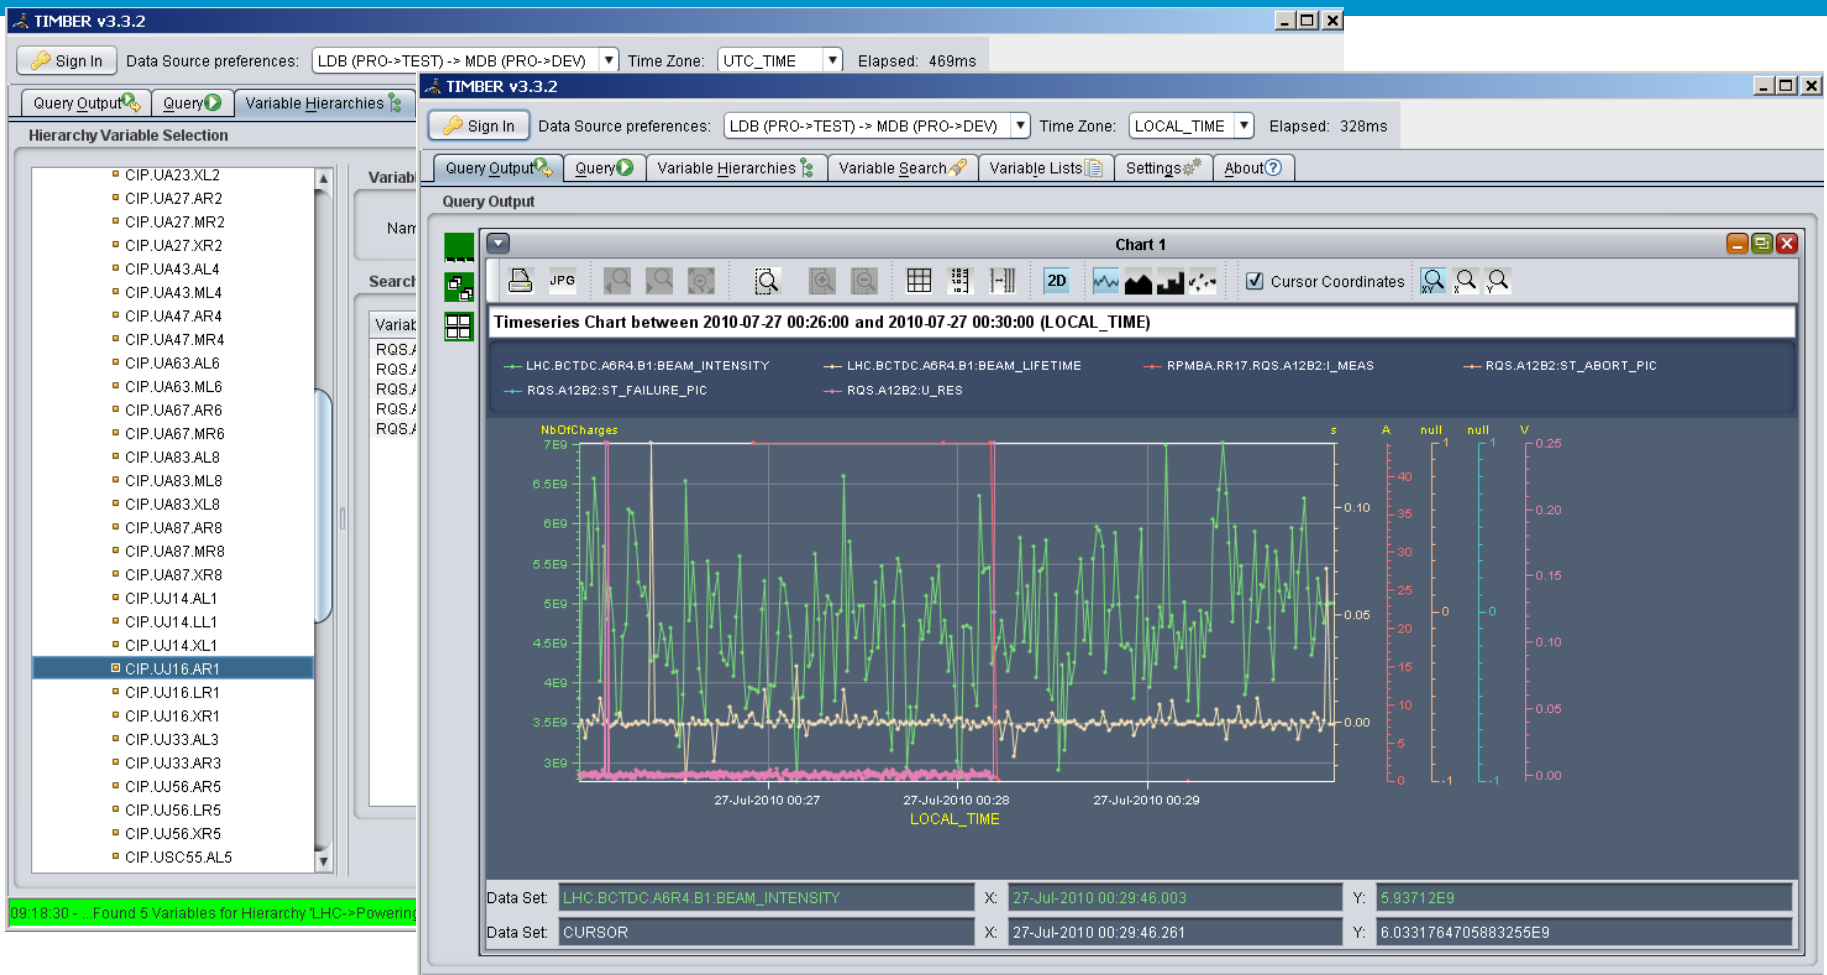 TIMBER v3.3.2
Sign In Data Source preferences: LDB (PRO->TEST) -> MDB (PRO->DEV) Time Zone: UTC_TIME Elapsed: 469ms
Query Output Query Variable Hierarchies
Hierarchy Variable Selection
CIP.UA23.XL2
CIP.UA27.AR2
CIP.UA27.MR2
CIP.UA27.XR2
CIP.UA43.AL4
CIP.UA43.ML4
CIP.UA47.AR4
CIP.UA47.MR4
CIP.UA63.AL6
CIP.UA63.ML6
CIP.UA67.AR6
CIP.UA67.MR6
CIP.UA83.AL8
CIP.UA83.ML8
CIP.UA83.XL8
CIP.UA87.AR8
CIP.UA87.MR8
CIP.UA87.XR8
CIP.UJ14.AL1
CIP.UJ14.LL1
CIP.UJ14.XL1
CIP.UJ16.AR1
CIP.UJ16.LR1
CIP.UJ16.XR1
CIP.UJ33.AL3
CIP.UJ33.AR3
CIP.UJ56.AR5
CIP.UJ56.LR5
CIP.UJ56.XR5
CIP.USC55.AL5
Variabl
Nam
Search
Variab
RQS.A
RQS.A
RQS.A
RQS.A
RQS.A
09:18:30 - ...Found 5 Variables for Hierarchy 'LHC->Powering
TIMBER v3.3.2
Sign In Data Source preferences: LDB (PRO->TEST) -> MDB (PRO->DEV) Time Zone: LOCAL_TIME Elapsed: 328ms
Query Output Query Variable Hierarchies Variable Search Variable Lists Settings About
Query Output
Chart 1
JPG 2D Cursor Coordinates XY X Y
Timeseries Chart between 2010-07-27 00:26:00 and 2010-07-27 00:30:00 (LOCAL_TIME)
LHC.BCTDC.A6R4.B1:BEAM_INTENSITY LHC.BCTDC.A6R4.B1:BEAM_LIFETIME RPMBA.RR17.RQS.A12B2:I_MEAS RQS.A12B2:ST_ABORT_PIC
RQS.A12B2:ST_FAILURE_PIC RQS.A12B2:U_RES
NbOfCharges s A null null V
7E9
6.5E9
6E9
5.5E9
5E9
4.5E9
4E9
3.5E9
3E9
0.10
0.05
0.00
40
35
30
25
20
15
10
5
0
1
0
-1
1
0
-1
0.25
0.20
0.15
0.10
0.05
0.00
27-Jul-2010 00:27 27-Jul-2010 00:28 27-Jul-2010 00:29
LOCAL_TIME
Data Set: LHC.BCTDC.A6R4.B1:BEAM_INTENSITY X: 27-Jul-2010 00:29:46.003 Y: 5.93712E9
Data Set: CURSOR X: 27-Jul-2010 00:29:46.261 Y: 6.0331764705883255E9